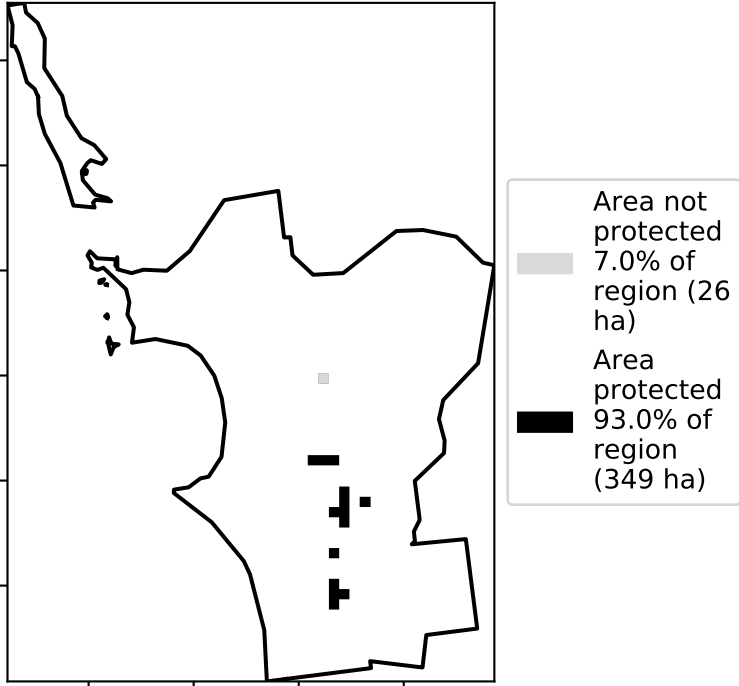 Area not
protected
7.0% of
region (26
ha)
Area
protected
93.0% of
region
(349 ha)